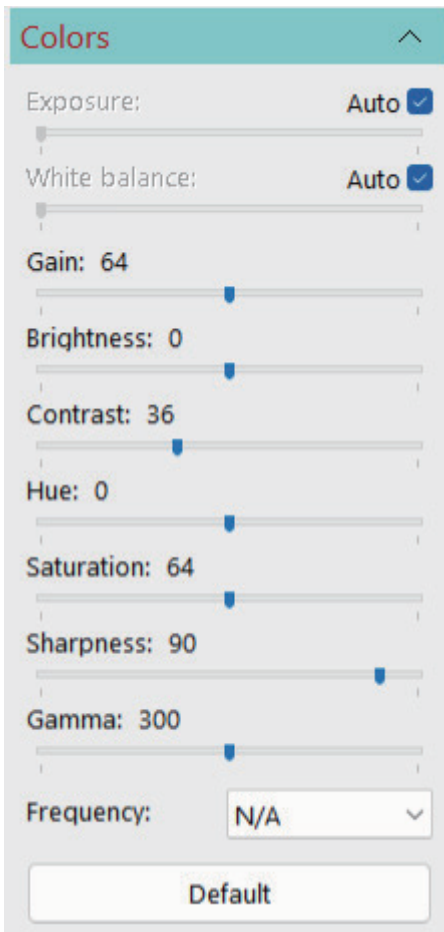 Colors
Exposure: Auto
White balance: Auto
Gain: 64
Brightness: 0
Contrast: 36
Hue: 0
Saturation: 64
Sharpness: 90
Gamma: 300
Frequency: N/A
Default